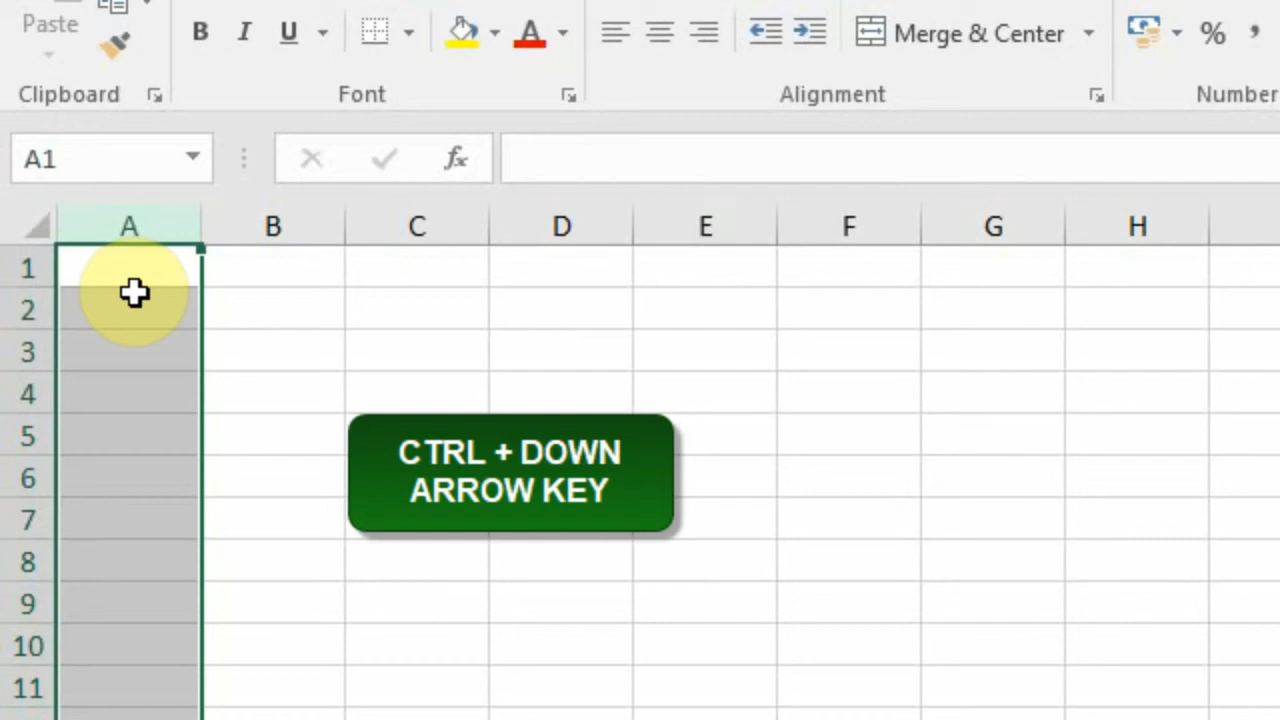 Paste
B I U A Merge & Center % ,
Clipboard Font Alignment Number
A1 fx
A B C D E F G H
1
2
3
4
5
6
7
8
9
10
11
CTRL + DOWN
ARROW KEY